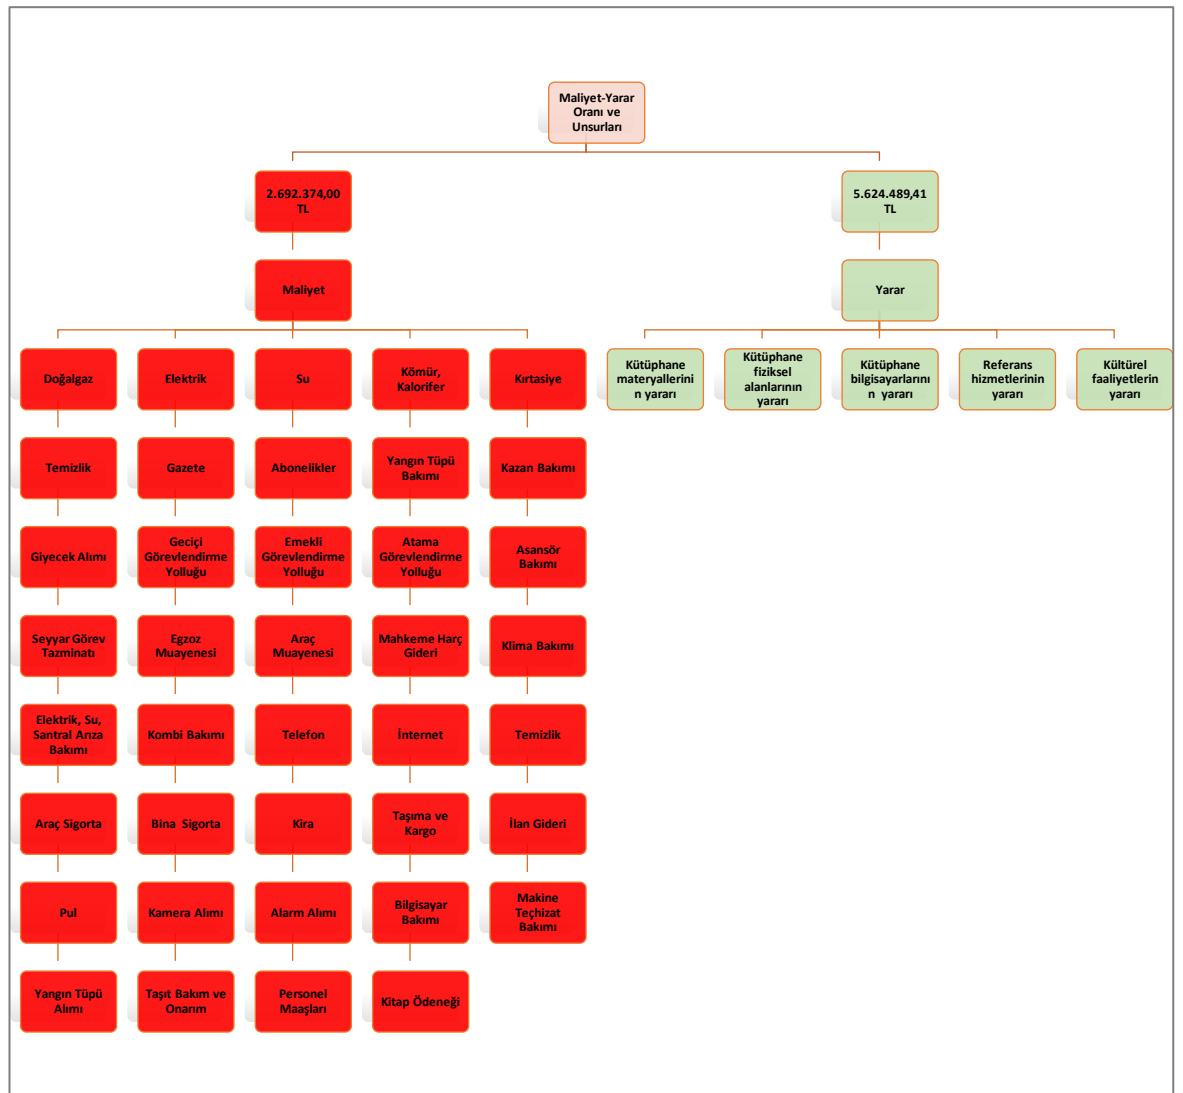 Maliyet-Yarar
Oranı ve
Unsurları
2.692.374,00
TL
5.624.489,41
TL
Maliyet
Yarar
Doğalgaz
Elektrik
Su
Kömür,
Kalorifer
Kırtasiye
Kütüphane
materyallerini
n yararı
Kütüphane
fiziksel
alanlarının
yararı
Kütüphane
bilgisayarlarını
n yararı
Referans
hizmetlerinin
yararı
Kültürel
faaliyetlerin
yararı
Temizlik
Gazete
Abonelikler
Yangın Tüpü
Bakımı
Kazan Bakımı
Giyecek Alımı
Geciçi
Görevlendirme
Yolluğu
Emekli
Görevlendirme
Yolluğu
Atama
Görevlendirme
Yolluğu
Asansör
Bakımı
Seyyar Görev
Tazminatı
Egzoz
Muayenesi
Araç
Muayenesi
Mahkeme Harç
Gideri
Klima Bakımı
Elektrik, Su,
Santral Arıza
Bakımı
Kombi Bakımı
Telefon
İnternet
Temizlik
Araç Sigorta
Bina Sigorta
Kira
Taşıma ve
Kargo
İlan Gideri
Pul
Kamera Alımı
Alarm Alımı
Bilgisayar
Bakımı
Makine
Teçhizat
Bakımı
Yangın Tüpü
Alımı
Taşıt Bakım ve
Onarım
Personel
Maaşları
Kitap Ödeneği